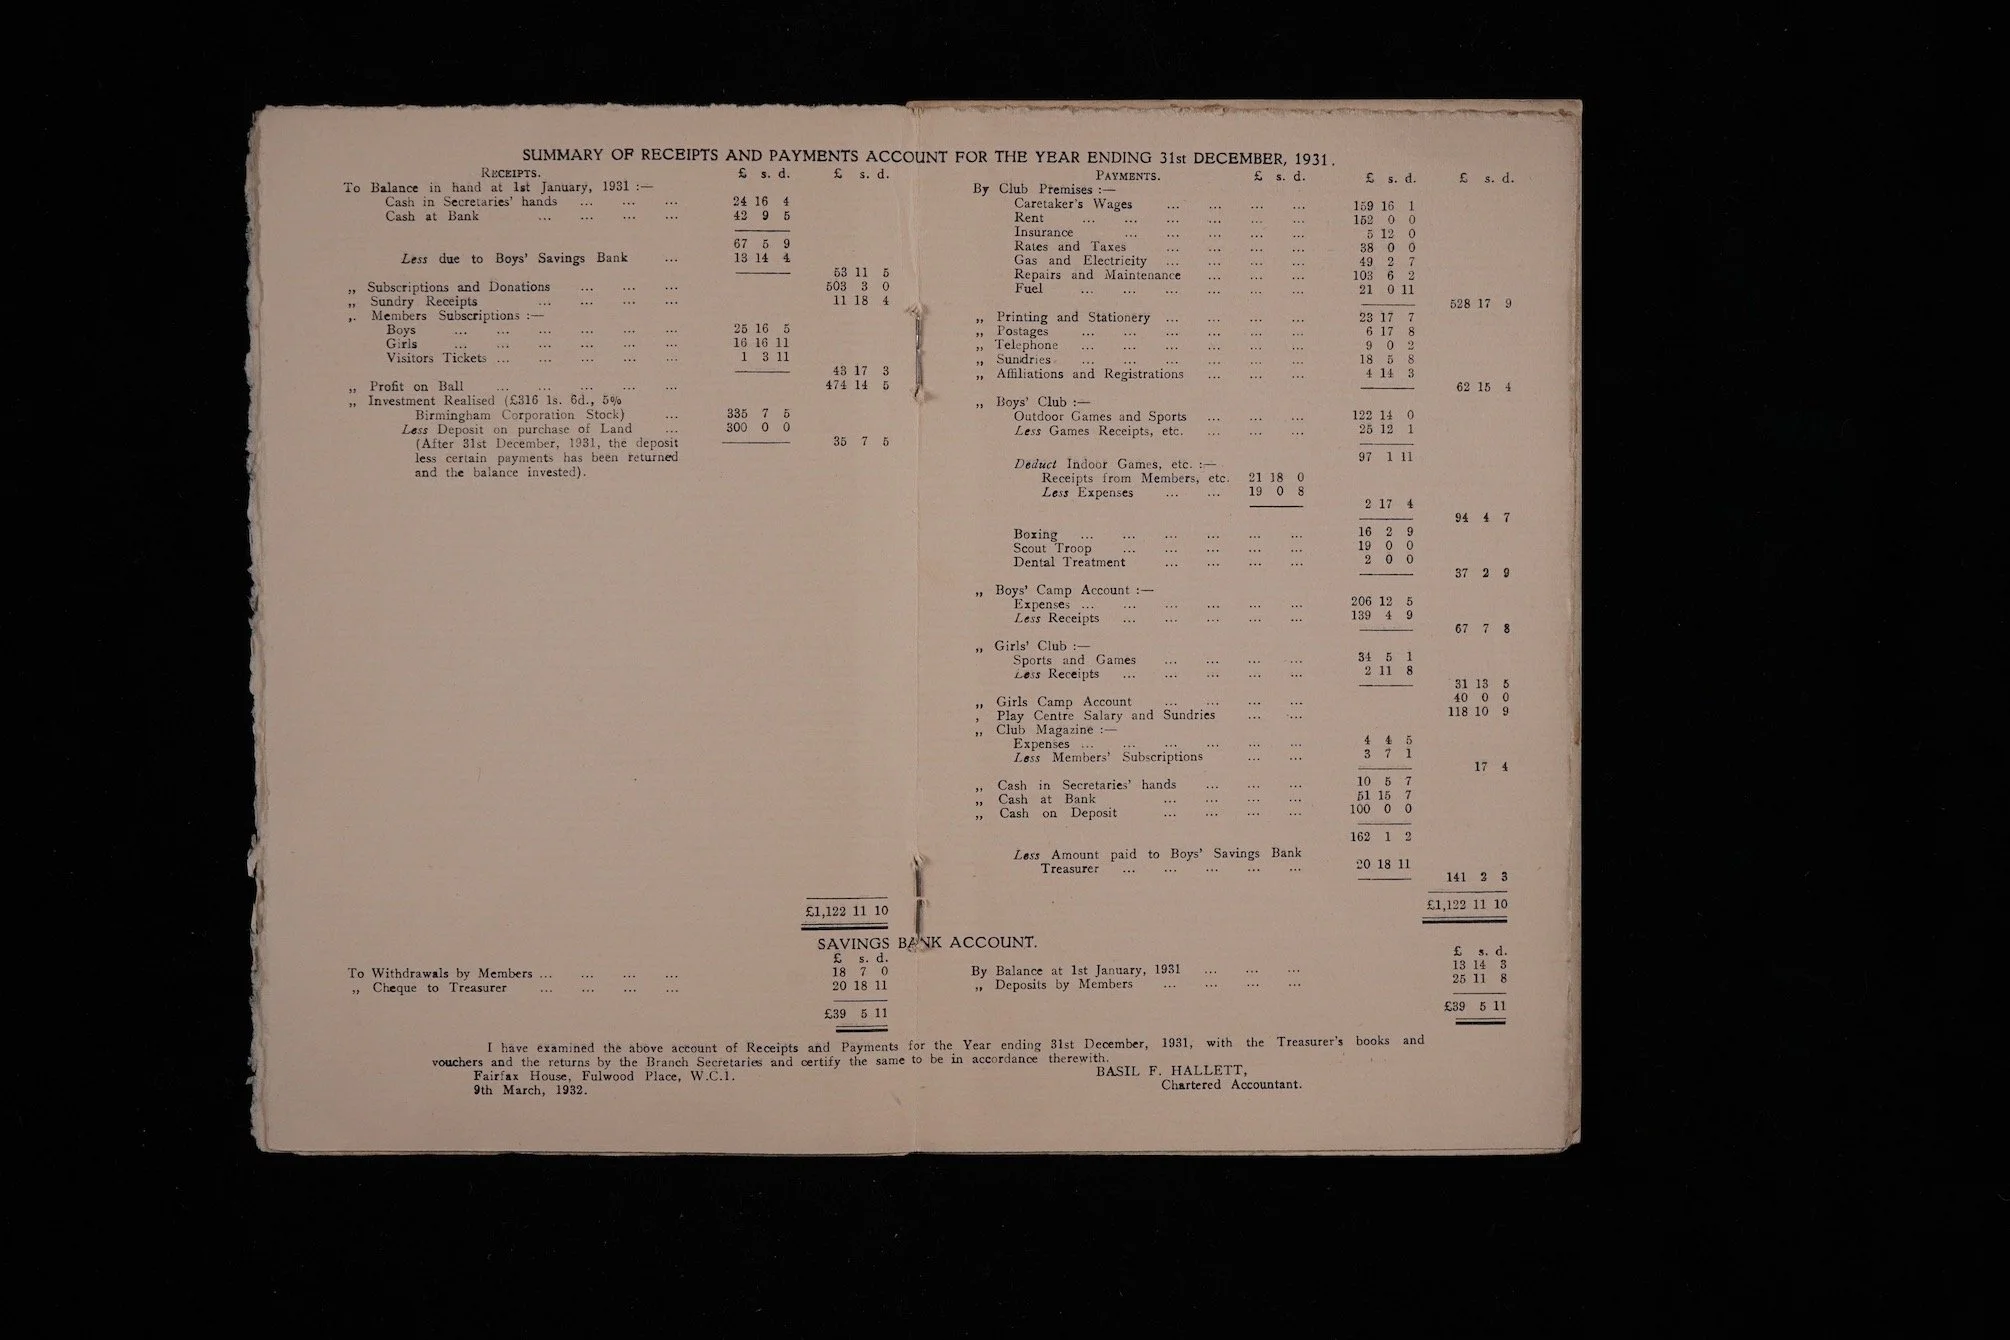 SUMMARY OF RECEIPTS AND PAYMENTS ACCOUNT FOR THE YEAR ENDING 31st DECEMBER, 1931.
RECEIPTS. £ s. d. £ s. d.
To Balance in hand at 1st January, 1931 :—
Cash in Secretaries' hands ... ... ... 24 16 4
Cash at Bank ... ... ... ... 42 9 5
67 5 9
Less due to Boys' Savings Bank ... 13 14 4
53 11 5
,, Subscriptions and Donations ... ... ... 503 3 0
,, Sundry Receipts ... ... ... ... 11 18 4
,. Members Subscriptions :—
Boys ... ... ... ... ... ... 25 16 5
Girls ... ... ... ... ... ... 16 16 11
Visitors Tickets ... ... ... ... ... 1 3 11
43 17 3
,, Profit on Ball ... ... ... ... ... 474 14 5
,, Investment Realised (£316 1s. 6d., 5%
Birmingham Corporation Stock) ... 335 7 5
Less Deposit on purchase of Land ... 300 0 0
(After 31st December, 1931, the deposit 35 7 5
less certain payments has been returned
and the balance invested).
£1,122 11 10
PAYMENTS. £ s. d. £ s. d. £ s. d.
By Club Premises :—
Caretaker's Wages ... ... ... ... 159 16 1
Rent ... ... ... ... ... ... 152 0 0
Insurance ... ... ... ... ... 5 12 0
Rates and Taxes ... ... ... ... 38 0 0
Gas and Electricity ... ... ... ... 49 2 7
Repairs and Maintenance ... ... ... 103 6 2
Fuel ... ... ... ... ... ... 21 0 11
528 17 9
,, Printing and Stationery ... ... ... ... 23 17 7
,, Postages ... ... ... ... ... ... 6 17 8
,, Telephone ... ... ... ... ... ... 9 0 2
,, Sundries ... ... ... ... ... ... 18 5 8
,, Affiliations and Registrations ... ... ... 4 14 3
62 15 4
,, Boys' Club :—
Outdoor Games and Sports ... ... ... 122 14 0
Less Games Receipts, etc. ... ... ... 25 12 1
97 1 11
Deduct Indoor Games, etc. :—
Receipts from Members, etc. 21 18 0
Less Expenses ... ... 19 0 8
2 17 4
94 4 7
Boxing ... ... ... ... ... ... 16 2 9
Scout Troop ... ... ... ... ... 19 0 0
Dental Treatment ... ... ... ... 2 0 0
37 2 9
,, Boys' Camp Account :—
Expenses ... ... ... ... ... ... 206 12 5
Less Receipts ... ... ... ... ... 139 4 9
67 7 8
,, Girls' Club :—
Sports and Games ... ... ... ... 34 5 1
Less Receipts ... ... ... ... ... 2 11 8
31 13 5
,, Girls Camp Account ... ... ... ... 40 0 0
, Play Centre Salary and Sundries ... ... 118 10 9
,, Club Magazine :—
Expenses ... ... ... ... ... ... 4 4 5
Less Members' Subscriptions ... ... 3 7 1
17 4
,, Cash in Secretaries' hands ... ... ... 10 5 7
,, Cash at Bank ... ... ... ... 51 15 7
,, Cash on Deposit ... ... ... ... 100 0 0
162 1 2
Less Amount paid to Boys' Savings Bank
Treasurer ... ... ... ... ... 20 18 11
141 2 3
£1,122 11 10
SAVINGS BANK ACCOUNT.
£ s. d.
To Withdrawals by Members ... ... ... ... 18 7 0
,, Cheque to Treasurer ... ... ... ... 20 18 11
£39 5 11
£ s. d.
By Balance at 1st January, 1931 ... ... ... 13 14 3
,, Deposits by Members ... ... ... ... 25 11 8
£39 5 11
I have examined the above account of Receipts and Payments for the Year ending 31st December, 1931, with the Treasurer's books and
vouchers and the returns by the Branch Secretaries and certify the same to be in accordance therewith.
Fairfax House, Fulwood Place, W.C.1. BASIL F. HALLETT,
9th March, 1932. Chartered Accountant.